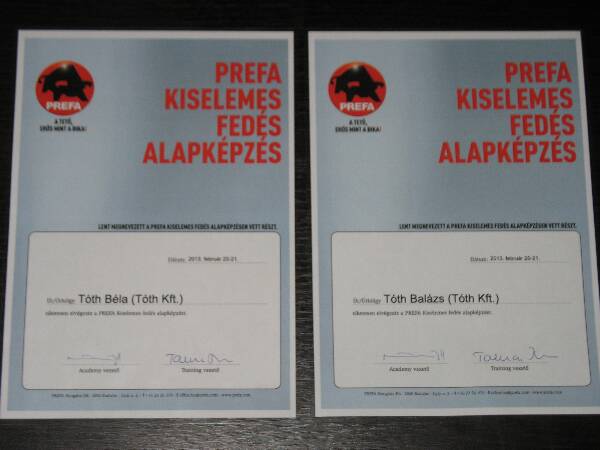 PREFA
A TETŐ,
ERŐS MINT A BIKA!
PREFA
KISELEMES
FEDÉS
ALAPKÉPZÉS
LENT MEGNEVEZETT A PREFA KISELEMES FEDÉS ALAPKÉPZÉSEN VETT RÉSZT.
Dátum: 2013. február 20-21.
Úr/Úrhölgy Tóth Béla (Tóth Kft.)
sikeresen elvégezte a PREFA Kiselemes fedés alapképzést.
Academy vezető Training vezető
PREFA
A TETŐ,
ERŐS MINT A BIKA!
PREFA
KISELEMES
FEDÉS
ALAPKÉPZÉS
LENT MEGNEVEZETT A PREFA KISELEMES FEDÉS ALAPKÉPZÉSEN VETT RÉSZT.
Dátum: 2013. február 20-21.
Úr/Úrhölgy Tóth Balázs (Tóth Kft.)
sikeresen elvégezte a PREFA Kiselemes fedés alapképzést.
Academy vezető Training vezető